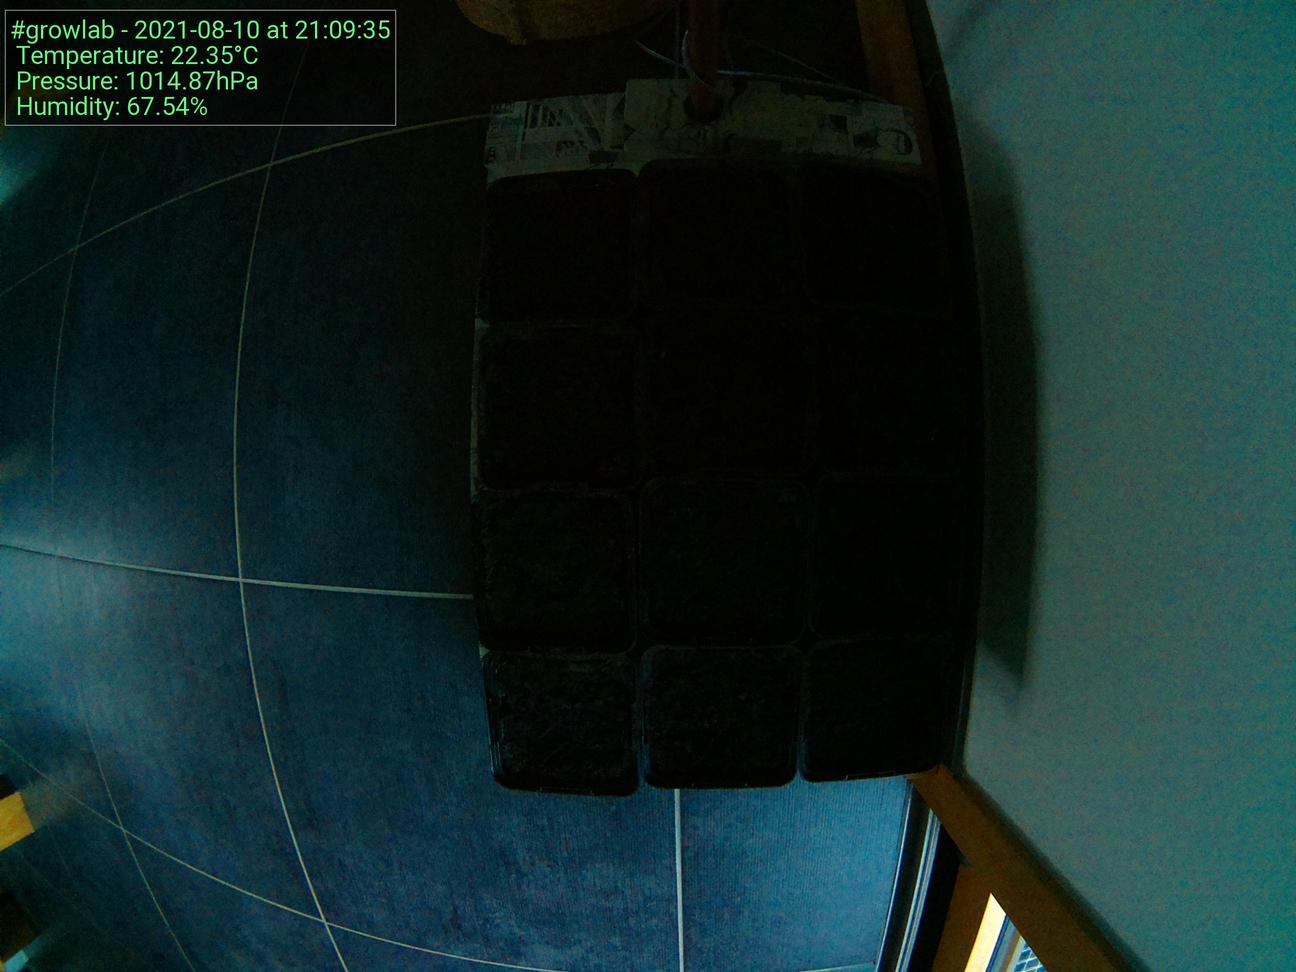 #growlab - 2021-08-10 at 21:09:35
Temperature: 22.35°C
Pressure: 1014.87hPa
Humidity: 67.54%